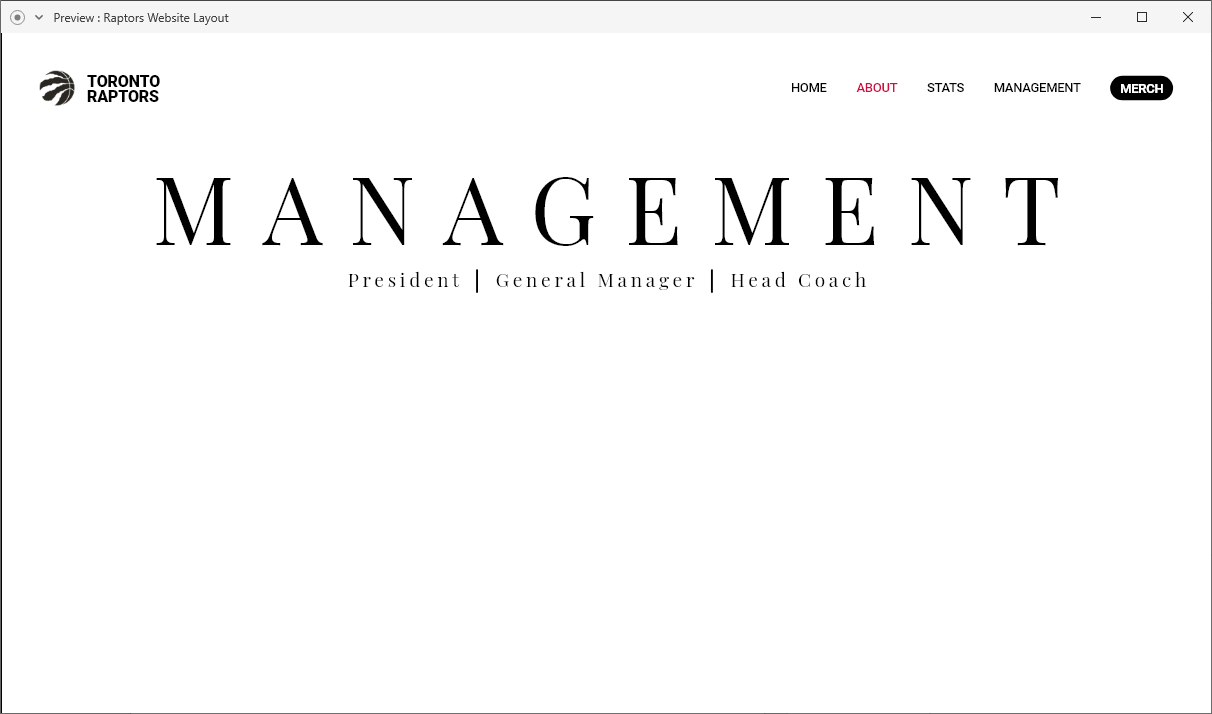 Preview : Raptors Website Layout
TORONTO
RAPTORS
HOME ABOUT STATS MANAGEMENT MERCH
MANAGEMENT
President | General Manager | Head Coach